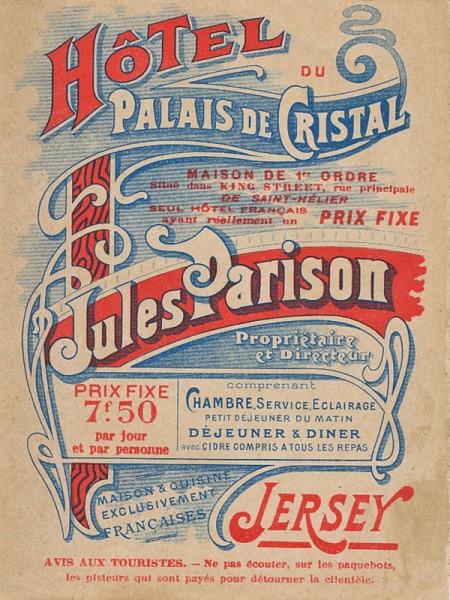 HÔTEL
DU
PALAIS DE CRISTAL
MAISON DE 1er ORDRE
Situé dans KING STREET, rue principale
DE SAINT-HÉLIER
SEUL HÔTEL FRANÇAIS
ayant réellement un PRIX FIXE
Jules Parison
Propriétaire
et Directeur
PRIX FIXE
7f.50
par jour
et par personne
comprenant
CHAMBRE, SERVICE, ECLAIRAGE
PETIT DÉJEUNER DU MATIN
DÉJEUNER & DINER
avec CIDRE COMPRIS A TOUS LES REPAS
MAISON & CUISINE
EXCLUSIVEMENT
FRANÇAISES
JERSEY
AVIS AUX TOURISTES. — Ne pas écouter, sur les paquebots,
les pisteurs qui sont payés pour détourner la clientèle.